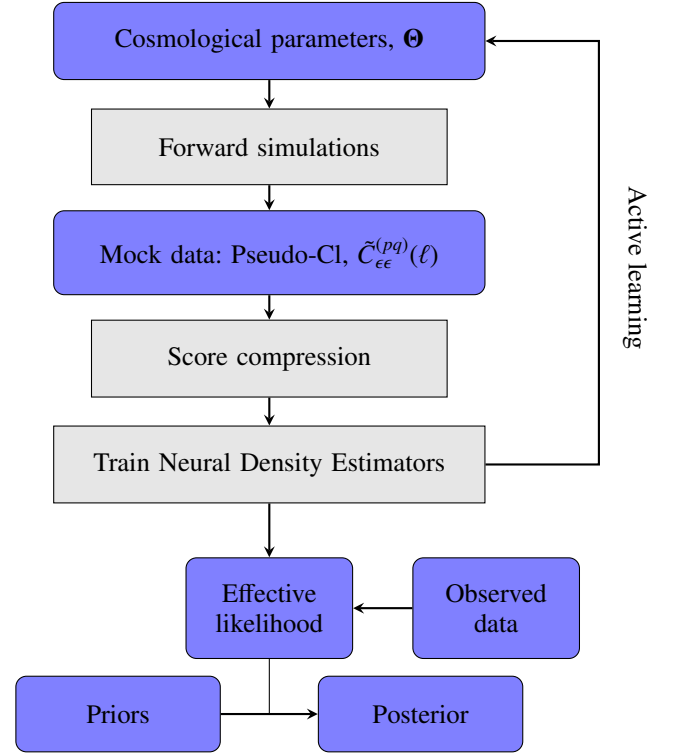 Cosmological parameters, Θ
Forward simulations
Mock data: Pseudo-Cl, $\tilde{C}_{\epsilon\epsilon}^{(pq)}(\ell)$
Active learning
Score compression
Train Neural Density Estimators
Effective
likelihood
Observed
data
Priors
Posterior